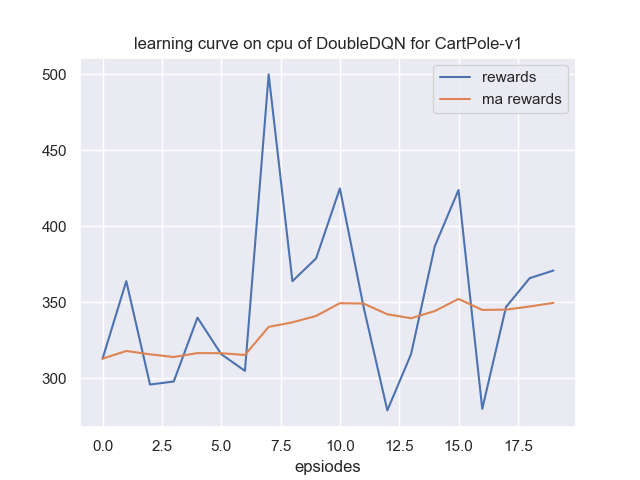 learning curve on cpu of DoubleDQN for CartPole-v1
rewards
ma rewards
500
450
400
350
300
0.0 2.5 5.0 7.5 10.0 12.5 15.0 17.5
epsiodes